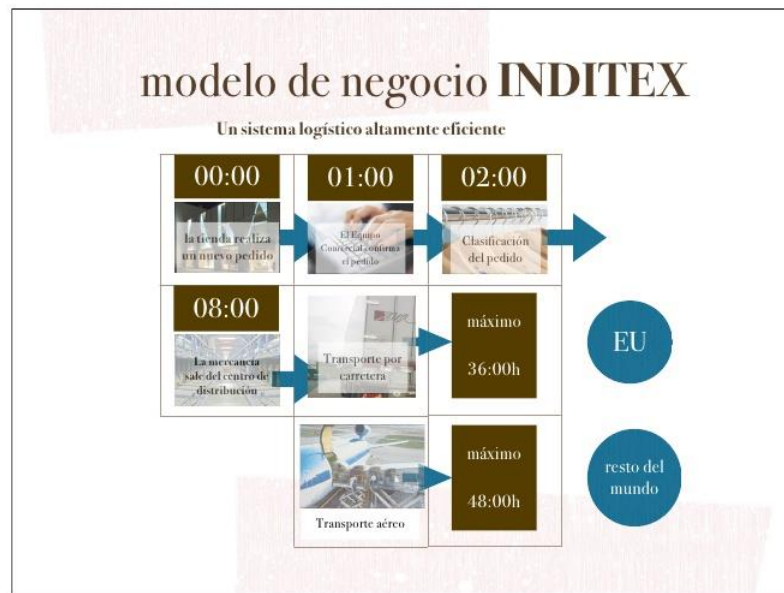 modelo de negocio INDITEX
Un sistema logístico altamente eficiente
00:00
01:00
02:00
la tienda realiza
un nuevo pedido
El Equipo
Comercial confirma
el pedido
Clasificación
del pedido
08:00
La mercancía
sale del centro de
distribución
Transporte por
carretera
máximo
36:00h
EU
Transporte aéreo
máximo
48:00h
resto del
mundo